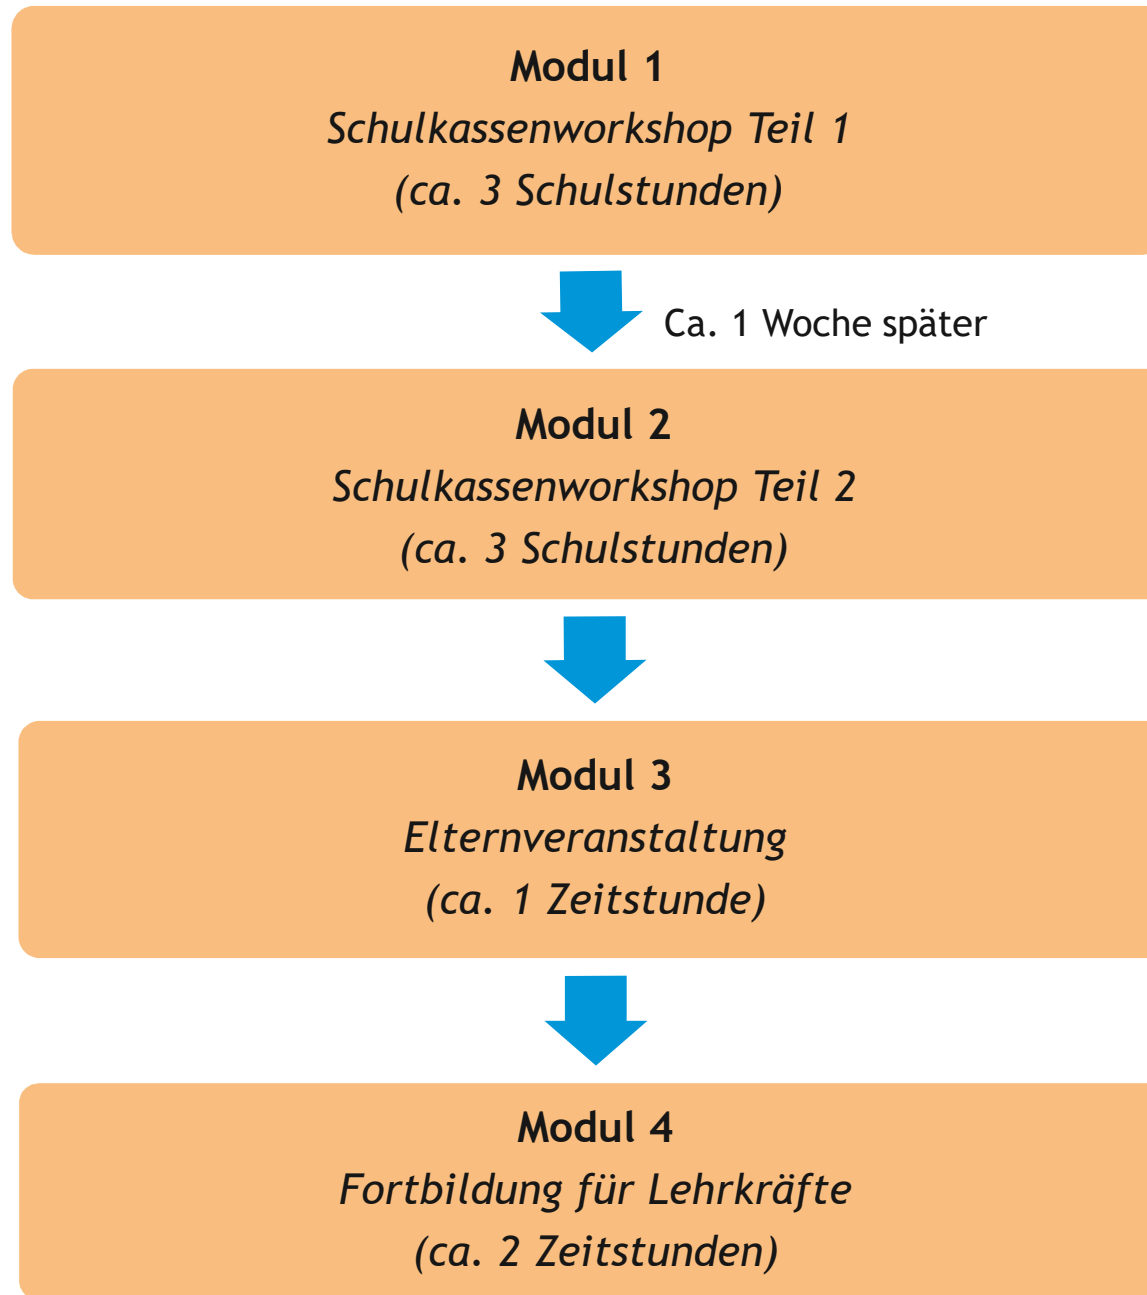 Modul 1
Schulkassenworkshop Teil 1
(ca. 3 Schulstunden)
Ca. 1 Woche später
Modul 2
Schulkassenworkshop Teil 2
(ca. 3 Schulstunden)
Modul 3
Elternveranstaltung
(ca. 1 Zeitstunde)
Modul 4
Fortbildung für Lehrkräfte
(ca. 2 Zeitstunden)